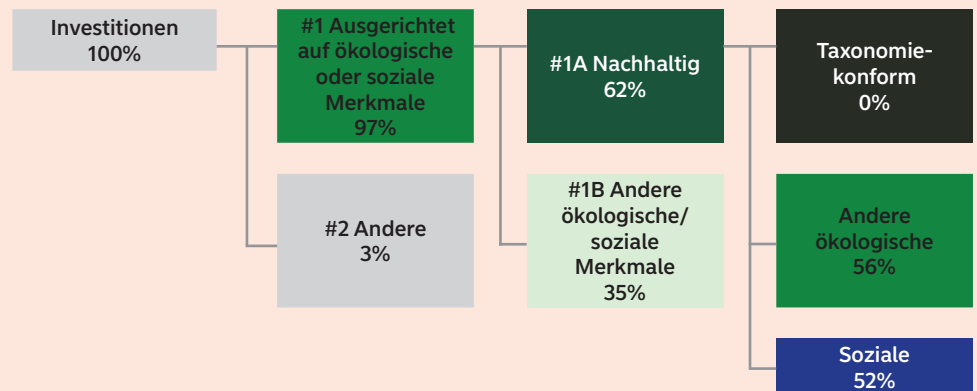 Investitionen
100%
#1 Ausgerichtet
auf ökologische
oder soziale
Merkmale
97%
#1A Nachhaltig
62%
Taxonomie-
konform
0%
#2 Andere
3%
#1B Andere
ökologische/
soziale
Merkmale
35%
Andere
ökologische
56%
Soziale
52%